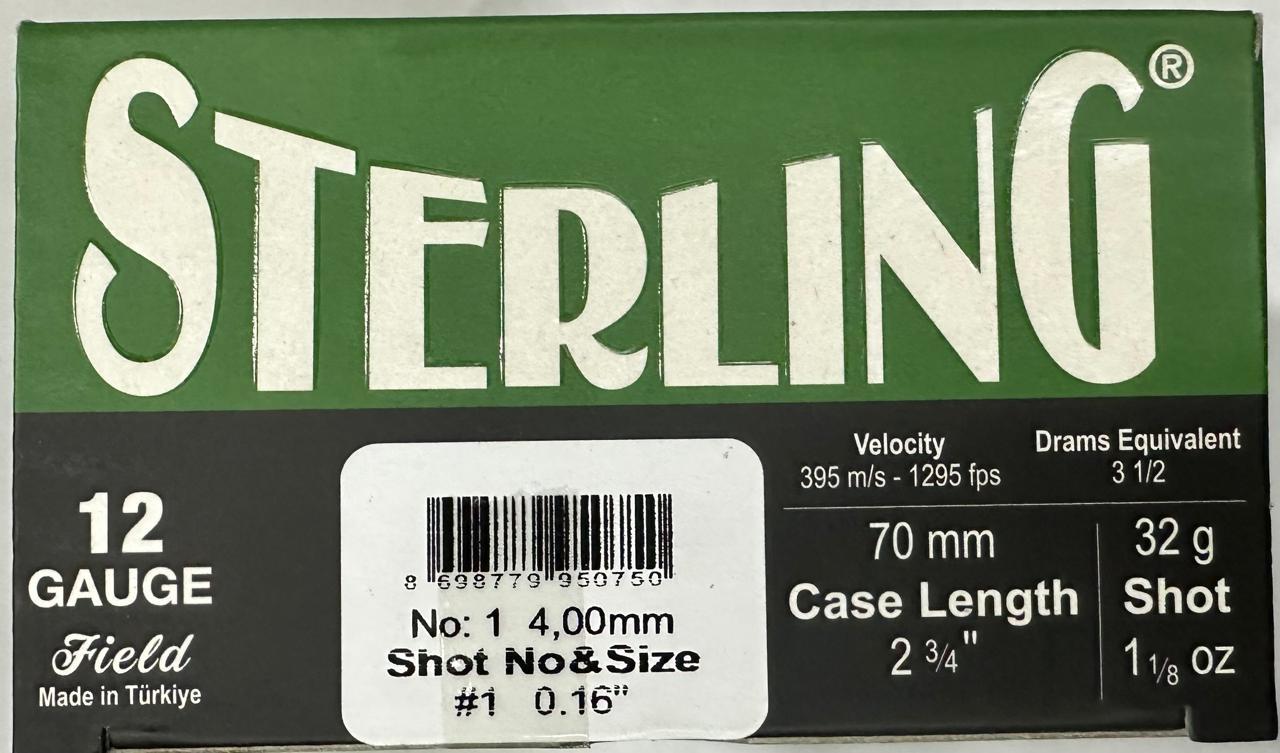 STERLING®
12
GAUGE
Field
Made in Türkiye
8 698779 950750
No: 1 4,00mm
Shot No&Size
#1 0.16"
Velocity
395 m/s - 1295 fps
Drams Equivalent
3 1/2
70 mm
Case Length
2 3/4"
32 g
Shot
1 1/8 oz